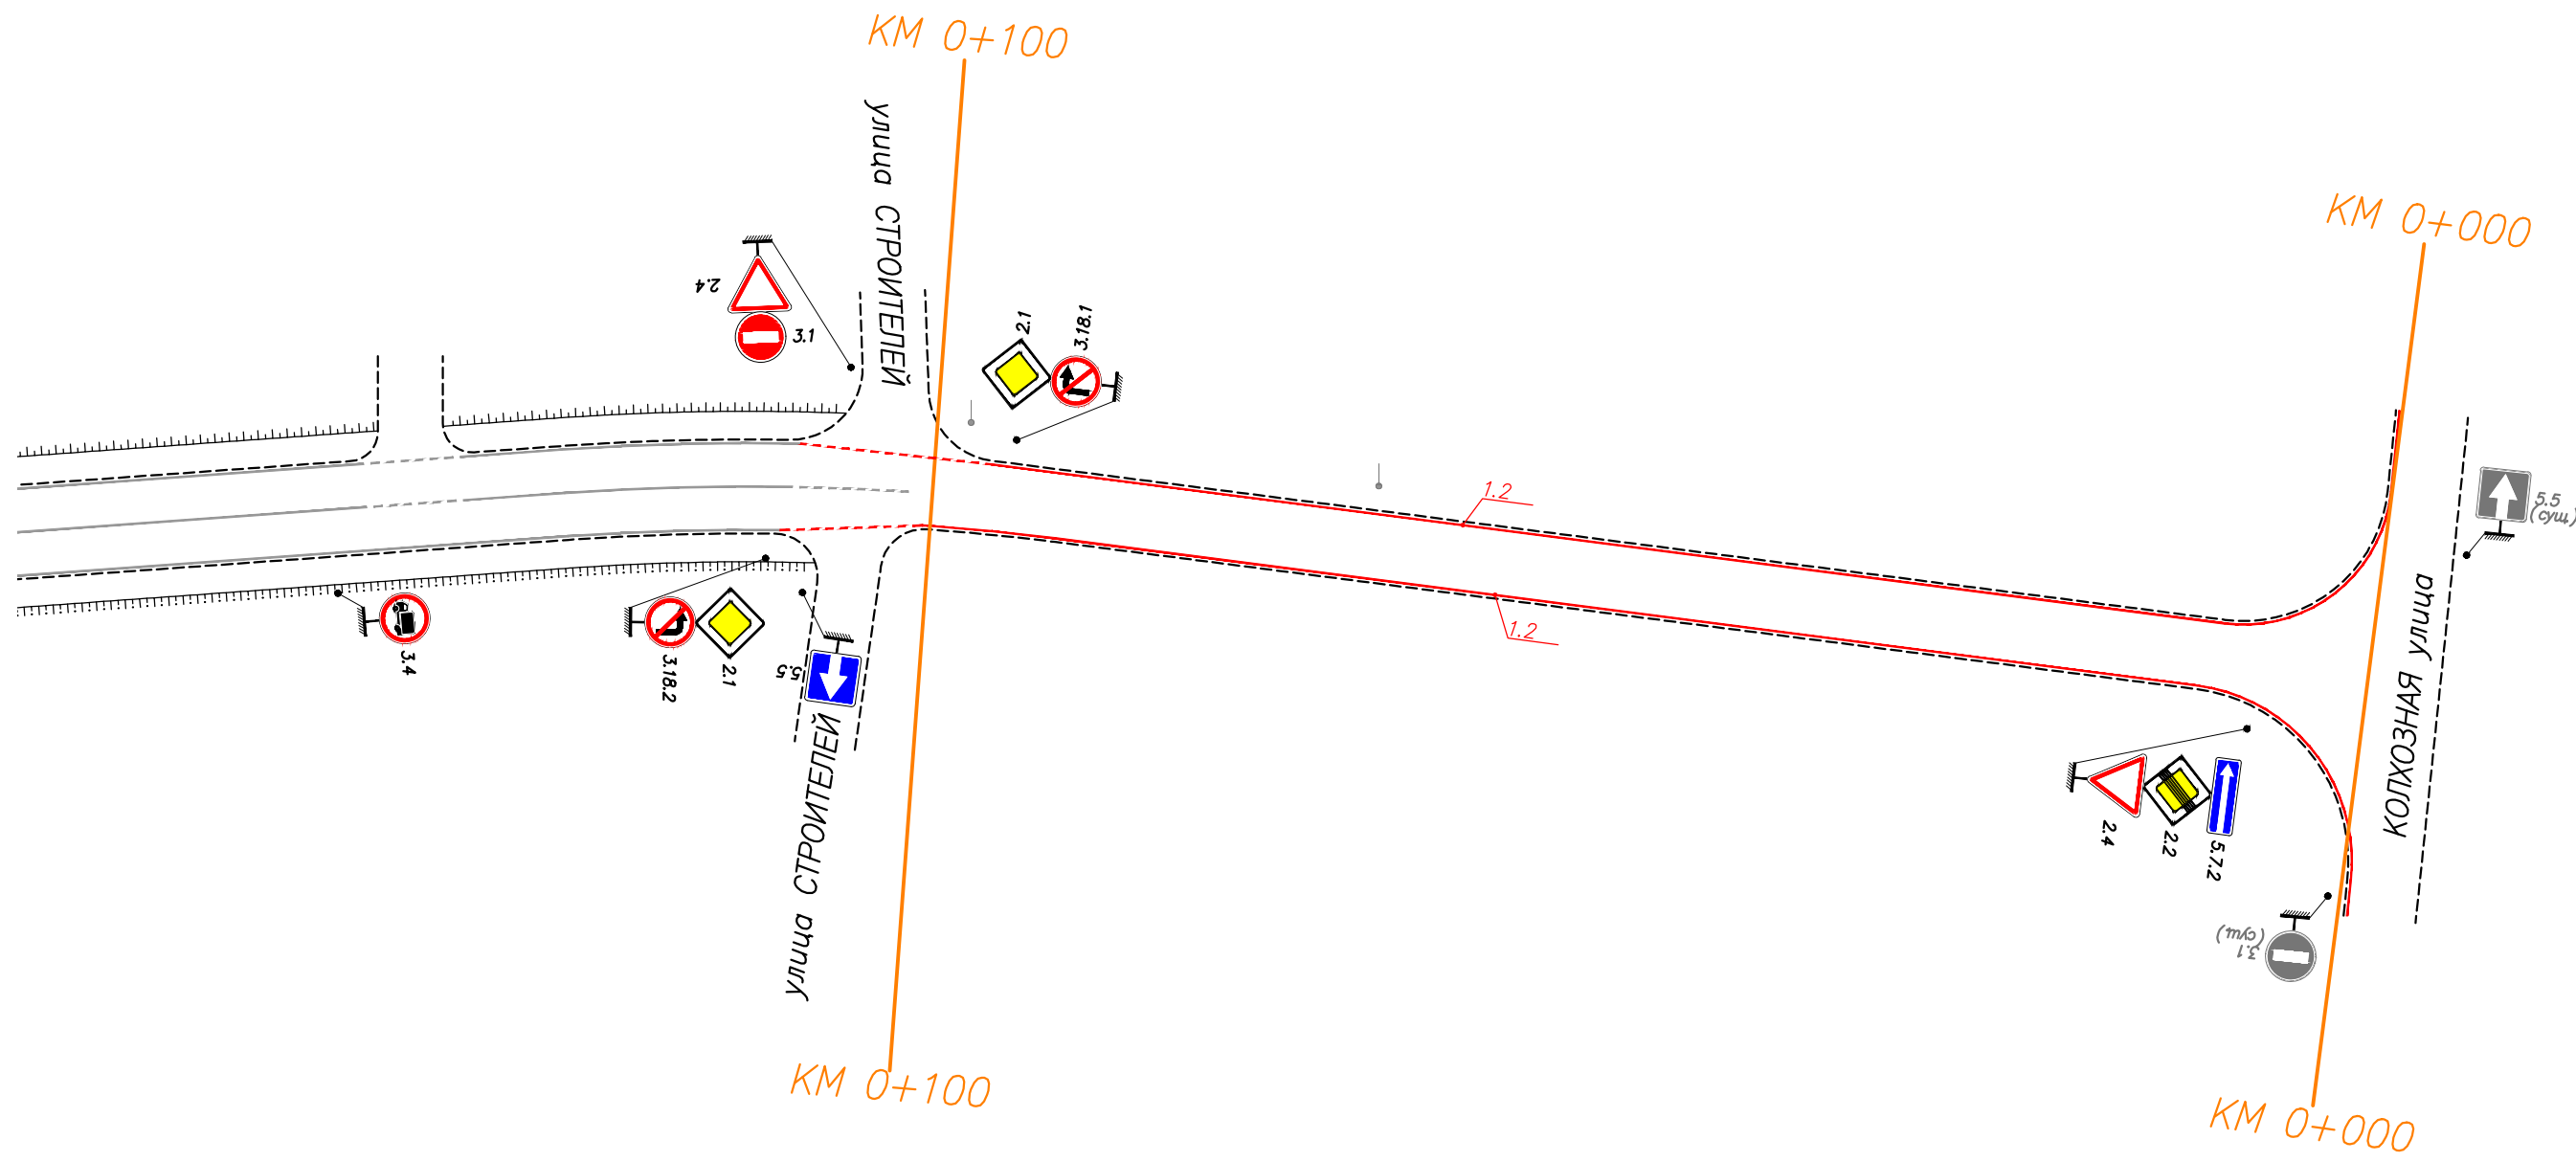 КМ 0+100
КМ 0+000
улица СТРОИТЕЛЕЙ
2.4
3.1
2.1
3.18.1
1.2
1.2
5.5
(сущ.)
КОЛХОЗНАЯ улица
3.4
3.18.2
2.1
5.5
улица СТРОИТЕЛЕЙ
2.4
2.2
5.7.2
3.1
(сущ)
КМ 0+100
КМ 0+000